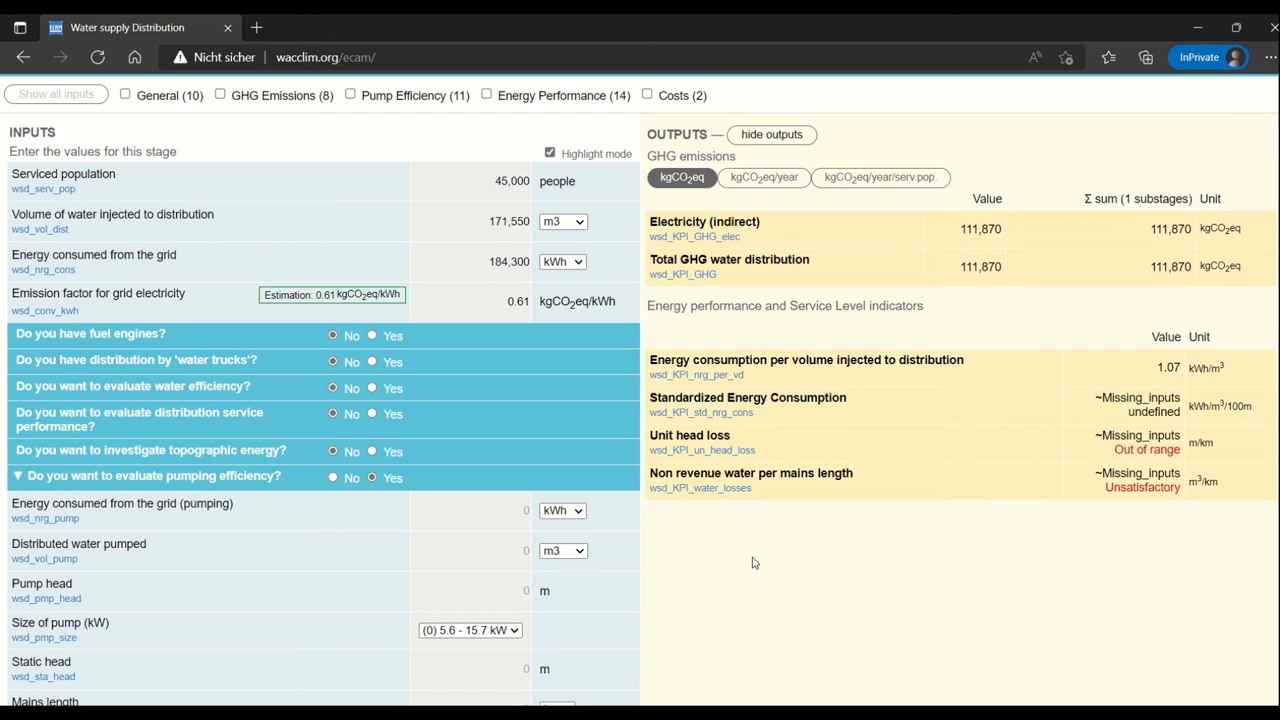 Water supply Distribution
Nicht sicher | wacclim.org/ecam/
InPrivate
Show all inputs General (10) GHG Emissions (8) Pump Efficiency (11) Energy Performance (14) Costs (2)
INPUTS
Enter the values for this stage
Highlight mode
Serviced population 45,000 people
wsd_serv_pop
Volume of water injected to distribution 171,550 m3
wsd_vol_dist
Energy consumed from the grid 184,300 kWh
wsd_nrg_cons
Emission factor for grid electricity Estimation: 0.61 kgCO2eq/kWh 0.61 kgCO2eq/kWh
wsd_conv_kwh
Do you have fuel engines? No Yes
Do you have distribution by 'water trucks'? No Yes
Do you want to evaluate water efficiency? No Yes
Do you want to evaluate distribution service
performance? No Yes
Do you want to investigate topographic energy? No Yes
▼ Do you want to evaluate pumping efficiency? No Yes
Energy consumed from the grid (pumping) 0 kWh
wsd_nrg_pump
Distributed water pumped 0 m3
wsd_vol_pump
Pump head 0 m
wsd_pmp_head
Size of pump (kW) (0) 5.6 - 15.7 kW
wsd_pmp_size
Static head 0 m
wsd_sta_head
Mains length
OUTPUTS — hide outputs
GHG emissions
kgCO2eq kgCO2eq/year kgCO2eq/year/serv.pop.
Value Σ sum (1 substages) Unit
Electricity (indirect) 111,870 111,870 kgCO2eq
wsd_KPI_GHG_elec
Total GHG water distribution 111,870 111,870 kgCO2eq
wsd_KPI_GHG
Energy performance and Service Level indicators
Value Unit
Energy consumption per volume injected to distribution 1.07 kWh/m3
wsd_KPI_nrg_per_vd
Standardized Energy Consumption ~Missing_inputs kWh/m3/100m
wsd_KPI_std_nrg_cons undefined
Unit head loss ~Missing_inputs m/km
wsd_KPI_un_head_loss Out of range
Non revenue water per mains length ~Missing_inputs m3/km
wsd_KPI_water_losses Unsatisfactory